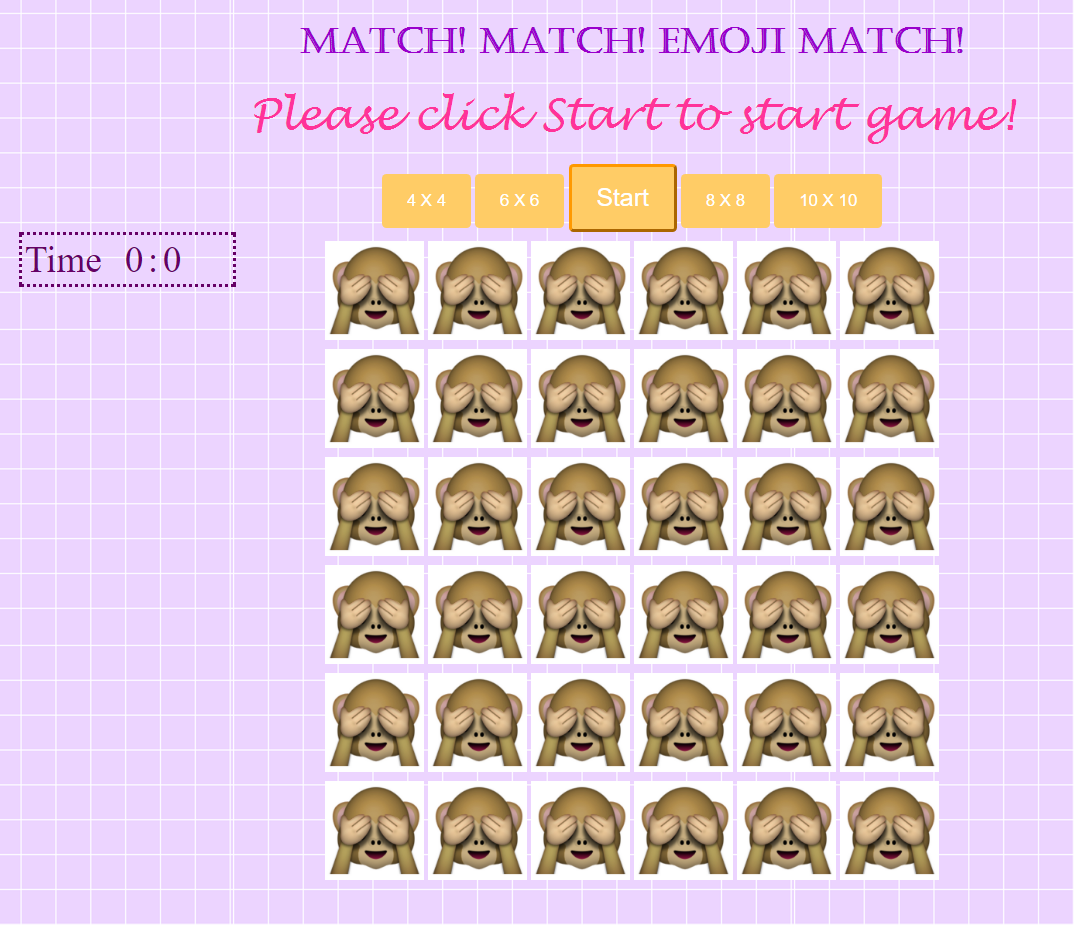 MATCH! MATCH! EMOJI MATCH!
Please click Start to start game!
4 X 4 6 X 6 Start 8 X 8 10 X 10
Time 0:0